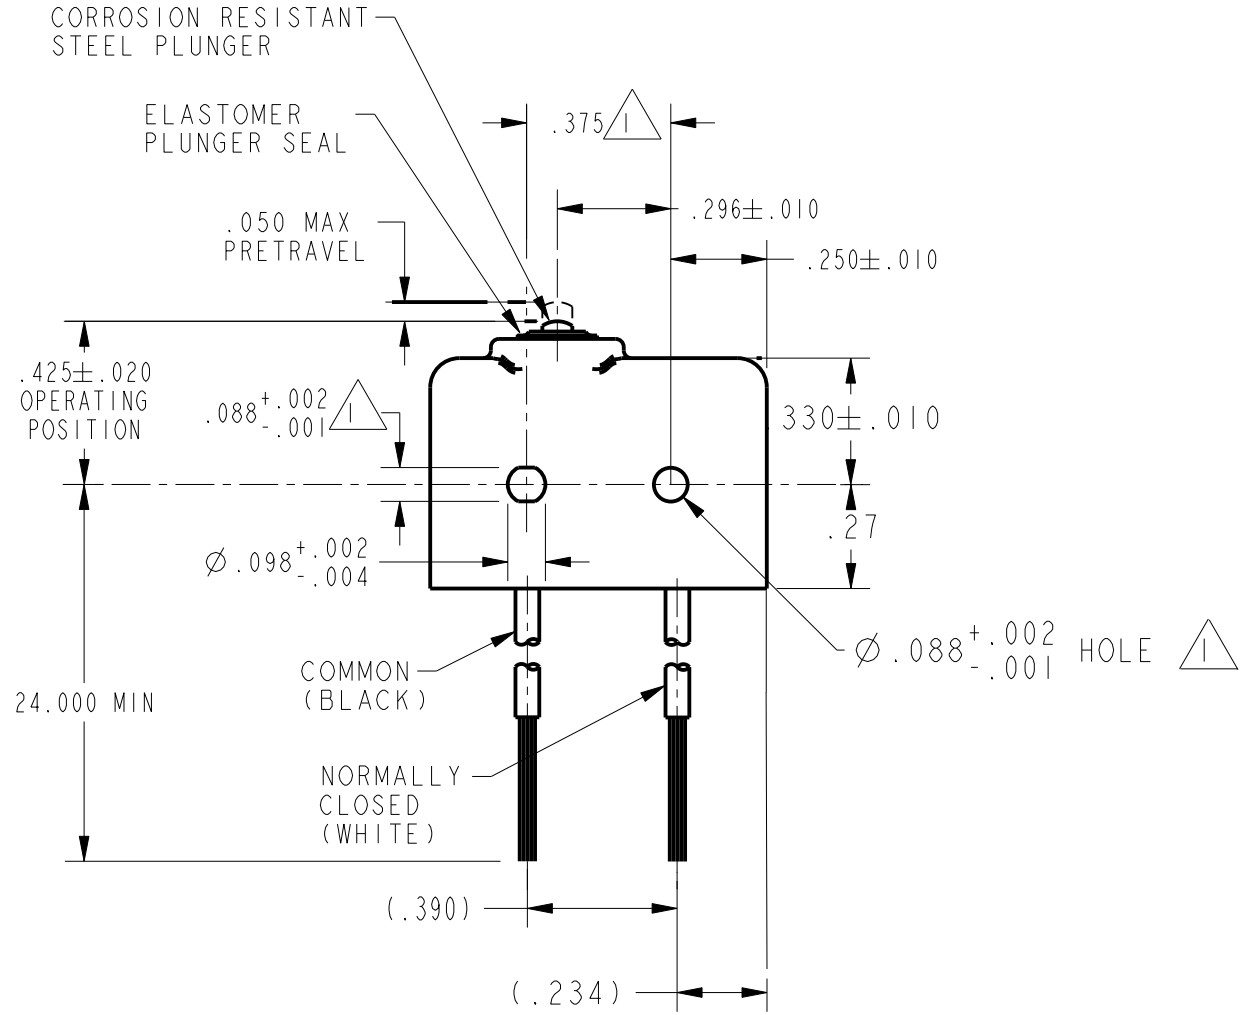 CORROSION RESISTANT
STEEL PLUNGER
ELASTOMER
PLUNGER SEAL
.375 1
.296±.010
.050 MAX
PRETRAVEL
.250±.010
.425±.020
OPERATING
POSITION
.088 +.002
-.001 1
330±.010
.27
Ø.098 +.002
-.004
Ø.088 +.002
-.001 HOLE 1
COMMON
(BLACK)
24.000 MIN
NORMALLY
CLOSED
(WHITE)
(.390)
(.234)